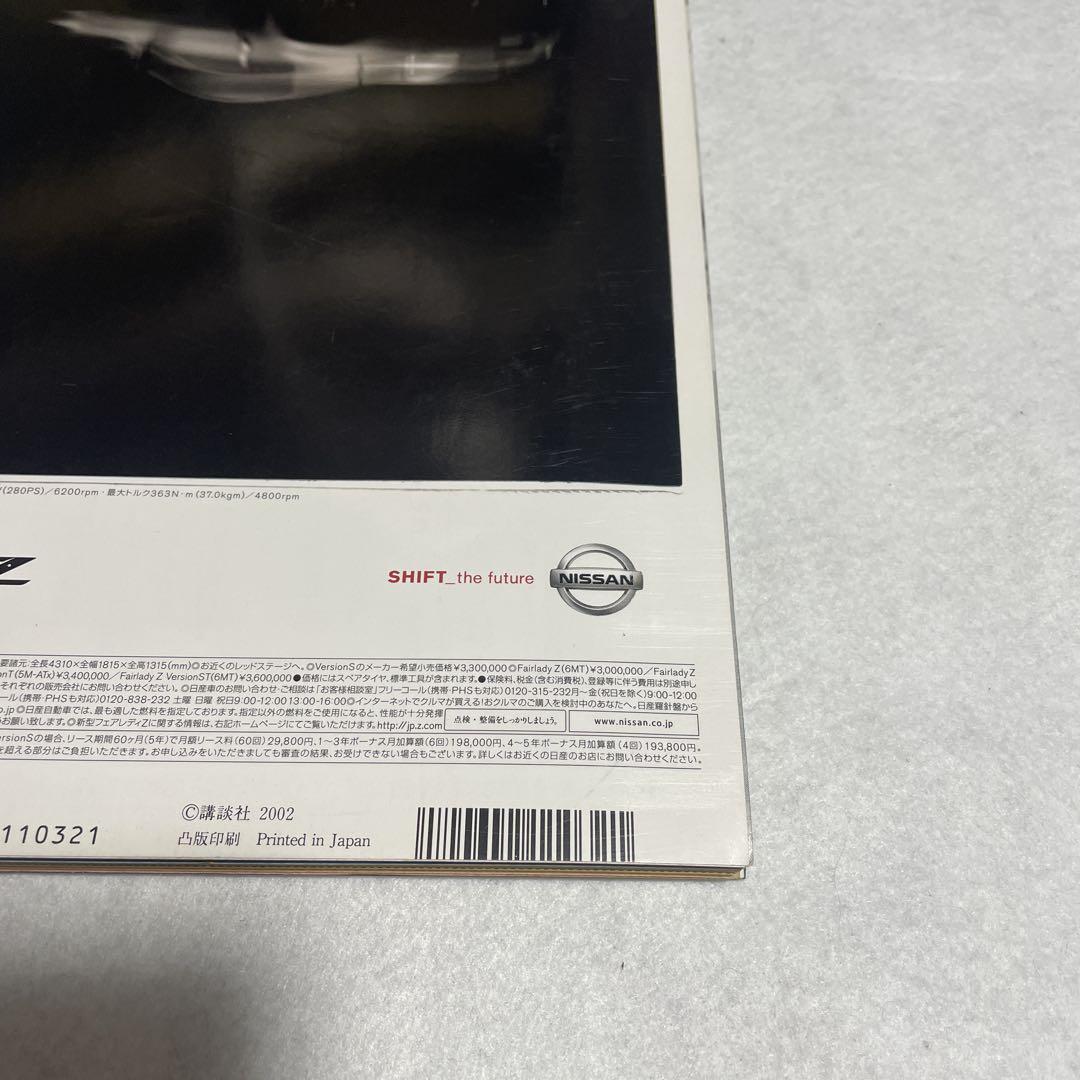 (280PS)/6200rpm・最大トルク363N・m(37.0kgm)/4800rpm
Z
SHIFT_the future
NISSAN
要諸元:全長4310×全幅1815×全高1315(mm)◎お近くのレッドステージへ。◎VersionSのメーカー希望小売価格¥3,300,000◎Fairlady Z(6MT)¥3,000,000/Fairlady Z
onT(5M-ATx)¥3,400,000/Fairlady Z VersionST(6MT)¥3,600,000●価格にはスペアタイヤ、標準工具が含まれます。●保険料、税金(含む消費税)、登録等に伴う費用は別途申し
それぞれの販売会社にお問い合わせください。◎日産車のお問い合わせ・ご相談は「お客様相談室」フリーコール(携帯・PHSも対応)0120-315-232月〜金(祝日を除く)9:00-12:00
ール(携帯・PHSも対応)0120-838-232 土曜 日曜 祝日9:00-12:00 13:00-16:00◎インターネットでクルマが買える!おクルマのご購入を検討中のあなたへ。日産羅針盤から
o.jp◎日産自動車では、最も適した燃料を指定しております。指定以外の燃料をご使用になると、性能が十分発揮
うお願い致します。◎新型フェアレディZに関する情報は、右記ホームページにてご覧いただけます。http://jp.z.com
点検・整備をしっかりしましょう。
www.nissan.co.jp
ersionSの場合、リース期間60ヶ月(5年)で月額リース料(60回)29,800円、1〜3年ボーナス月加算額(6回)198,000円、4〜5年ボーナス月加算額(4回)193,800円。
を超える部分はご負担いただきます。お申し込みをいただきましても審査の結果、お受けできない場合もございます。詳しくはお近くの日産のお店にお問い合わせください。
110321
©講談社 2002
凸版印刷 Printed in Japan